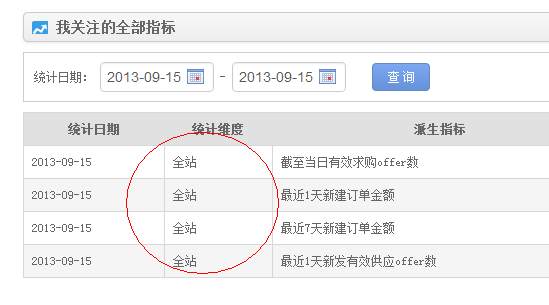 我关注的全部指标
统计日期： 2013-09-15 - 2013-09-15 查询
统计日期 统计维度 派生指标
2013-09-15 全站 截至当日有效求购offer数
2013-09-15 全站 最近1天新建订单金额
2013-09-15 全站 最近7天新建订单金额
2013-09-15 全站 最近1天新发有效供应offer数